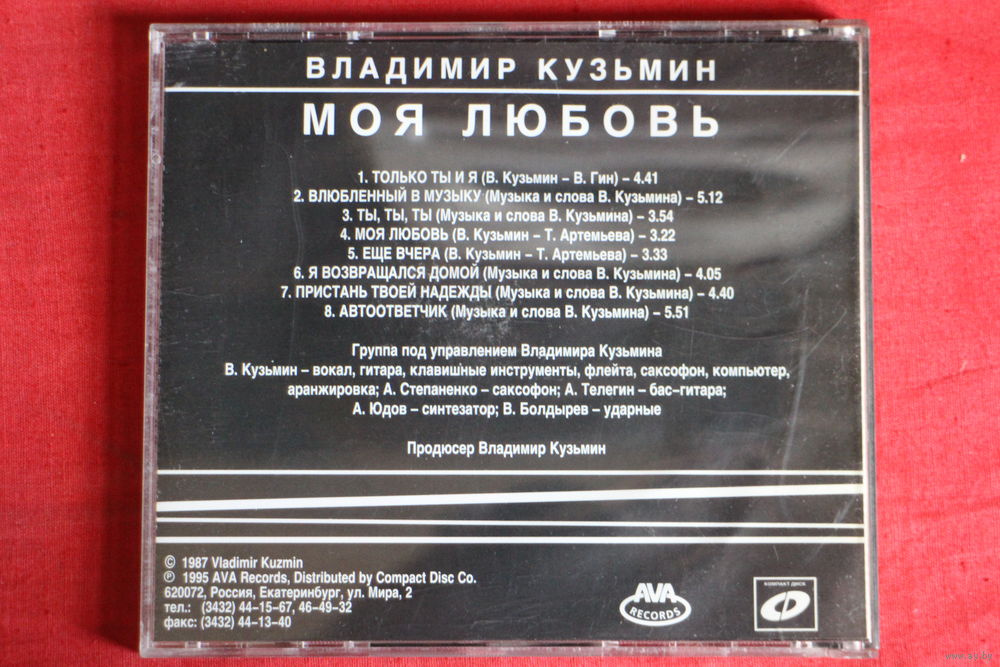 ВЛАДИМИР КУЗЬМИН
МОЯ ЛЮБОВЬ
1. ТОЛЬКО ТЫ И Я (В. Кузьмин – В. Гин) – 4.41
2. ВЛЮБЛЕННЫЙ В МУЗЫКУ (Музыка и слова В. Кузьмина) – 5.12
3. ТЫ, ТЫ, ТЫ (Музыка и слова В. Кузьмина) – 3.54
4. МОЯ ЛЮБОВЬ (В. Кузьмин – Т. Артемьева) – 3.22
5. ЕЩЕ ВЧЕРА (В. Кузьмин – Т. Артемьева) – 3.33
6. Я ВОЗВРАЩАЛСЯ ДОМОЙ (Музыка и слова В. Кузьмина) – 4.05
7. ПРИСТАНЬ ТВОЕЙ НАДЕЖДЫ (Музыка и слова В. Кузьмина) – 4.40
8. АВТООТВЕТЧИК (Музыка и слова В. Кузьмина) – 5.51
Группа под управлением Владимира Кузьмина
В. Кузьмин – вокал, гитара, клавишные инструменты, флейта, саксофон, компьютер,
аранжировка; А. Степаненко – саксофон; А. Телегин – бас–гитара;
А. Юдов – синтезатор; В. Болдырев – ударные
Продюсер Владимир Кузьмин
© 1987 Vladimir Kuzmin
℗ 1995 AVA Records, Distributed by Compact Disc Co.
620072, Россия, Екатеринбург, ул. Мира, 2
тел.: (3432) 44–15–67, 46–49–32
факс: (3432) 44–13–40
AVA
RECORDS
КОМПАКТ ДИСК
www.ay.by